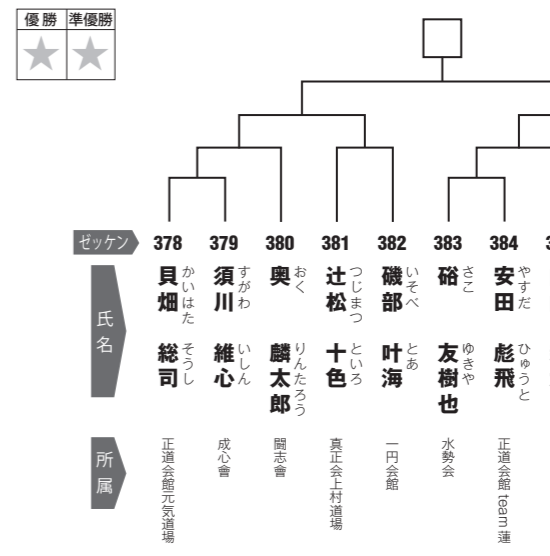 優勝 準優勝
ゼッケン 378 379 380 381 382 383 384
氏名
貝畑 総司
かいはた そうし
須川 維心
すがわ いしん
奥 麟太郎
おく りんたろう
辻松 十色
つじまつ といろ
磯部 叶海
いそべ とあ
硲 友樹也
さこ ゆきや
安田 彪飛
やすだ ひゅうと
所属
正道会館元気道場
成心會
闘志會
真正会上村道場
一円会館
水勢会
正道会館 team 蓮